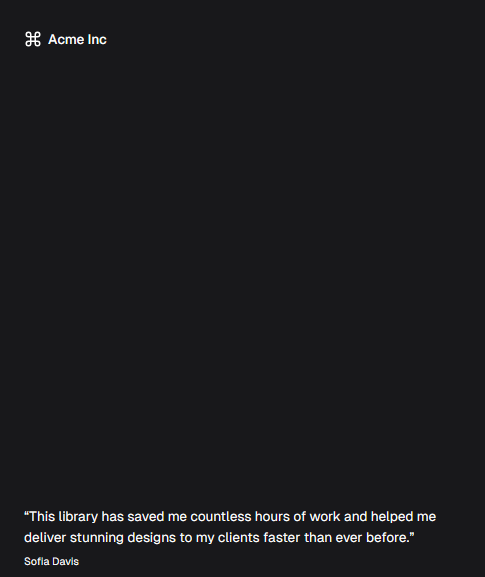 Acme Inc
“This library has saved me countless hours of work and helped me
deliver stunning designs to my clients faster than ever before.”
Sofia Davis